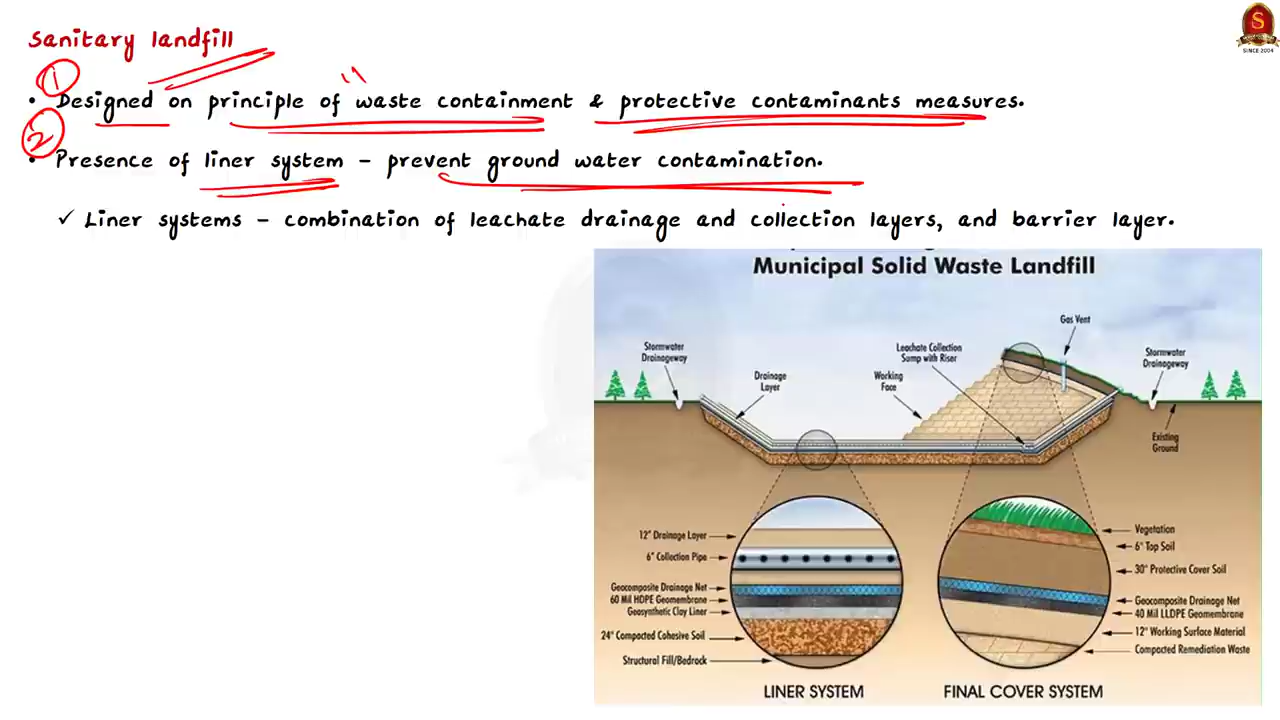 Sanitary landfill
S
SINCE 2004
1
• Designed on principle of waste containment & protective contaminants measures.
2
• Presence of liner system – prevent ground water contamination.
✓ Liner systems – combination of leachate drainage and collection layers, and barrier layer.
Municipal Solid Waste Landfill
Gas Vent
Stormwater Drainageway
Leachate Collection Sump with Riser
Stormwater Drainageway
Drainage Layer
Working Face
Existing Ground
12" Drainage Layer
6" Collection Pipe
Geocomposite Drainage Net
60 Mil HDPE Geomembrane
Geosynthetic Clay Liner
24" Compacted Cohesive Soil
Structural Fill/Bedrock
Vegetation
6" Top Soil
30" Protective Cover Soil
Geocomposite Drainage Net
40 Mil LLDPE Geomembrane
12" Working Surface Material
Compacted Remediation Waste
LINER SYSTEM
FINAL COVER SYSTEM